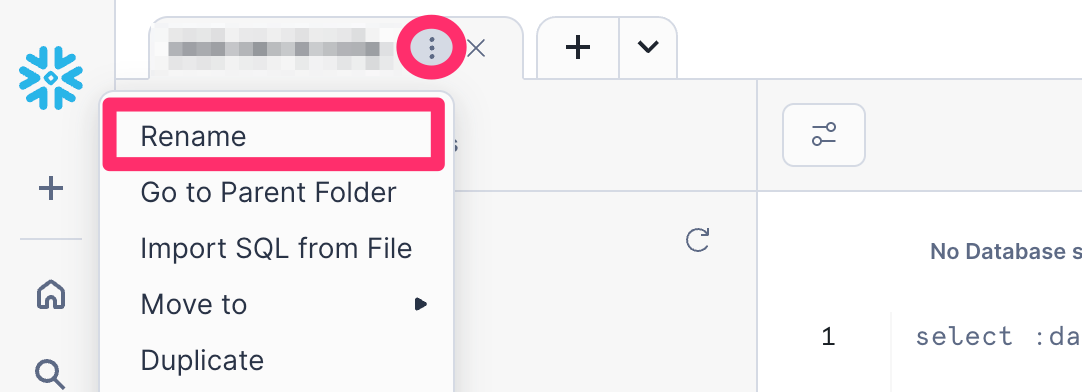 Rename
Go to Parent Folder
Import SQL from File
Move to
Duplicate
No Database
1 select :da